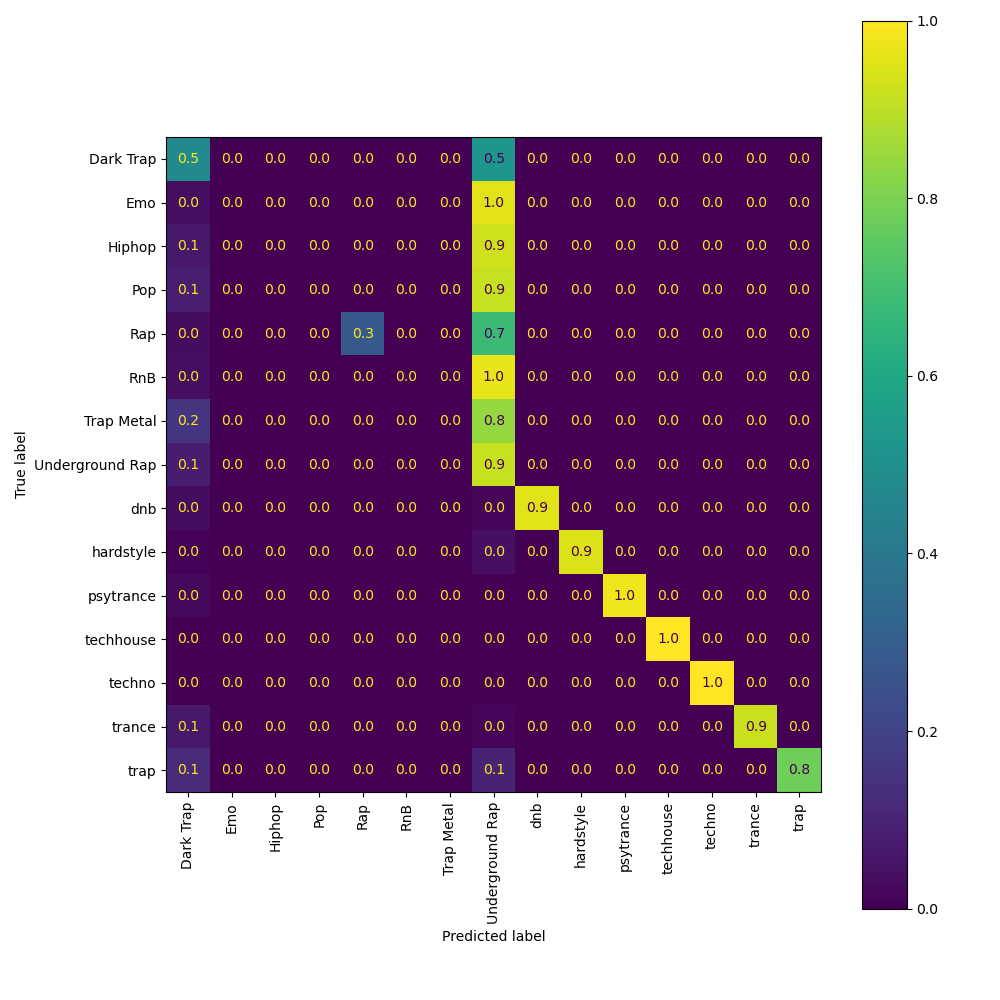 1.0
Dark Trap 0.5 0.0 0.0 0.0 0.0 0.0 0.0 0.5 0.0 0.0 0.0 0.0 0.0 0.0 0.0
Emo 0.0 0.0 0.0 0.0 0.0 0.0 0.0 1.0 0.0 0.0 0.0 0.0 0.0 0.0 0.0
0.8
Hiphop 0.1 0.0 0.0 0.0 0.0 0.0 0.0 0.9 0.0 0.0 0.0 0.0 0.0 0.0 0.0
Pop 0.1 0.0 0.0 0.0 0.0 0.0 0.0 0.9 0.0 0.0 0.0 0.0 0.0 0.0 0.0
Rap 0.0 0.0 0.0 0.0 0.3 0.0 0.0 0.7 0.0 0.0 0.0 0.0 0.0 0.0 0.0
RnB 0.0 0.0 0.0 0.0 0.0 0.0 0.0 1.0 0.0 0.0 0.0 0.0 0.0 0.0 0.0
0.6
Trap Metal 0.2 0.0 0.0 0.0 0.0 0.0 0.0 0.8 0.0 0.0 0.0 0.0 0.0 0.0 0.0
True label
Underground Rap 0.1 0.0 0.0 0.0 0.0 0.0 0.0 0.9 0.0 0.0 0.0 0.0 0.0 0.0 0.0
dnb 0.0 0.0 0.0 0.0 0.0 0.0 0.0 0.0 0.9 0.0 0.0 0.0 0.0 0.0 0.0
hardstyle 0.0 0.0 0.0 0.0 0.0 0.0 0.0 0.0 0.0 0.9 0.0 0.0 0.0 0.0 0.0
0.4
psytrance 0.0 0.0 0.0 0.0 0.0 0.0 0.0 0.0 0.0 0.0 1.0 0.0 0.0 0.0 0.0
techhouse 0.0 0.0 0.0 0.0 0.0 0.0 0.0 0.0 0.0 0.0 0.0 1.0 0.0 0.0 0.0
techno 0.0 0.0 0.0 0.0 0.0 0.0 0.0 0.0 0.0 0.0 0.0 0.0 1.0 0.0 0.0
trance 0.1 0.0 0.0 0.0 0.0 0.0 0.0 0.0 0.0 0.0 0.0 0.0 0.0 0.9 0.0
0.2
trap 0.1 0.0 0.0 0.0 0.0 0.0 0.0 0.1 0.0 0.0 0.0 0.0 0.0 0.0 0.8
Dark Trap
Emo
Hiphop
Pop
Rap
RnB
Trap Metal
Underground Rap
dnb
hardstyle
psytrance
techhouse
techno
trance
trap
0.0
Predicted label